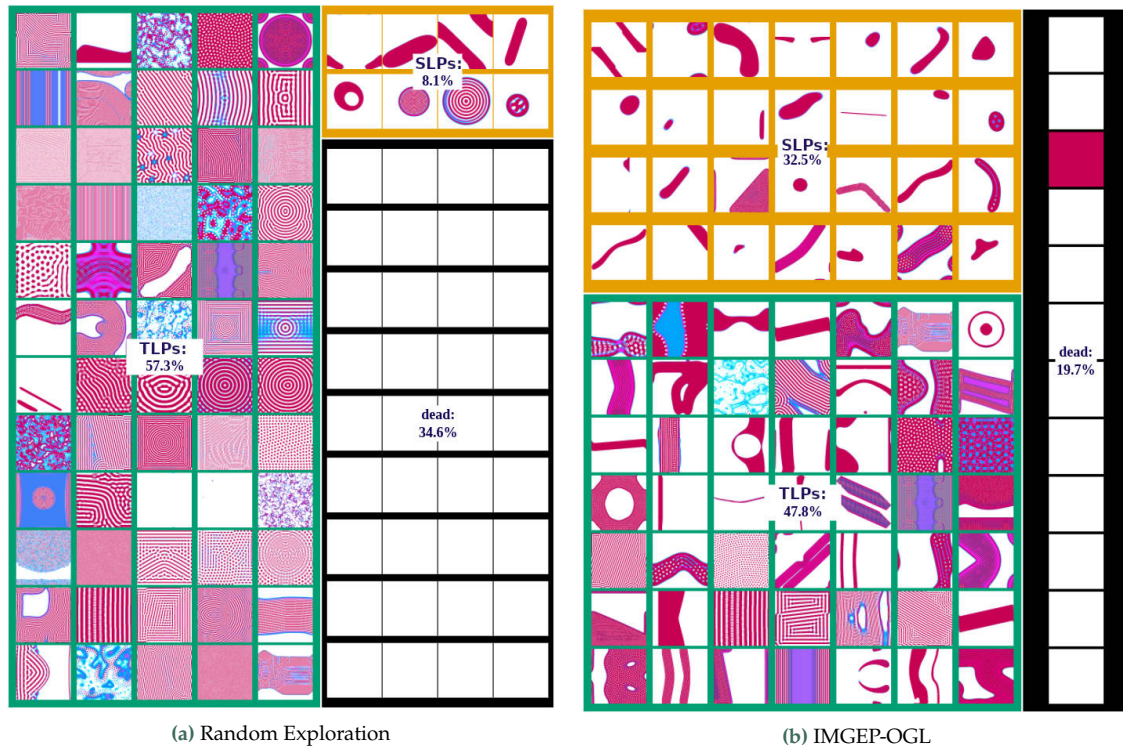 SLPs:
8.1%
TLPs:
57.3%
dead:
34.6%
(a) Random Exploration
SLPs:
32.5%
dead:
19.7%
TLPs:
47.8%
(b) IMGEP-OGL